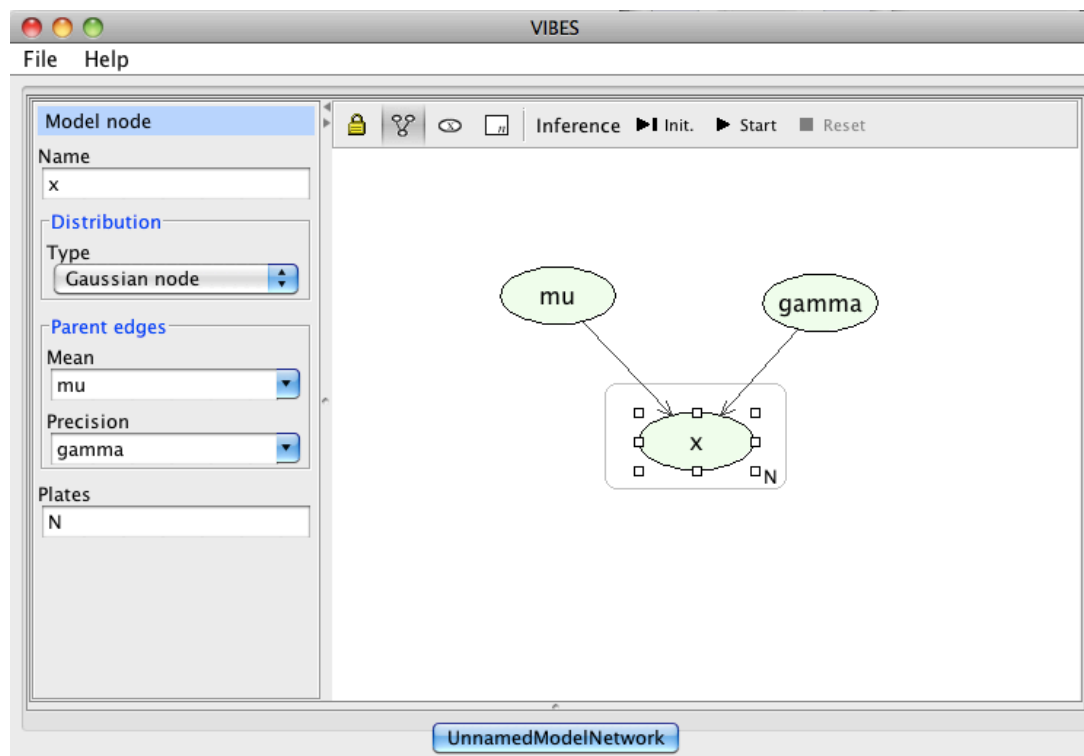 VIBES
File Help
Model node
Name
x
Distribution
Type
Gaussian node
Parent edges
Mean
mu
Precision
gamma
Plates
N
x
n
Inference Init. Start Reset
mu
gamma
x
N
UnnamedModelNetwork